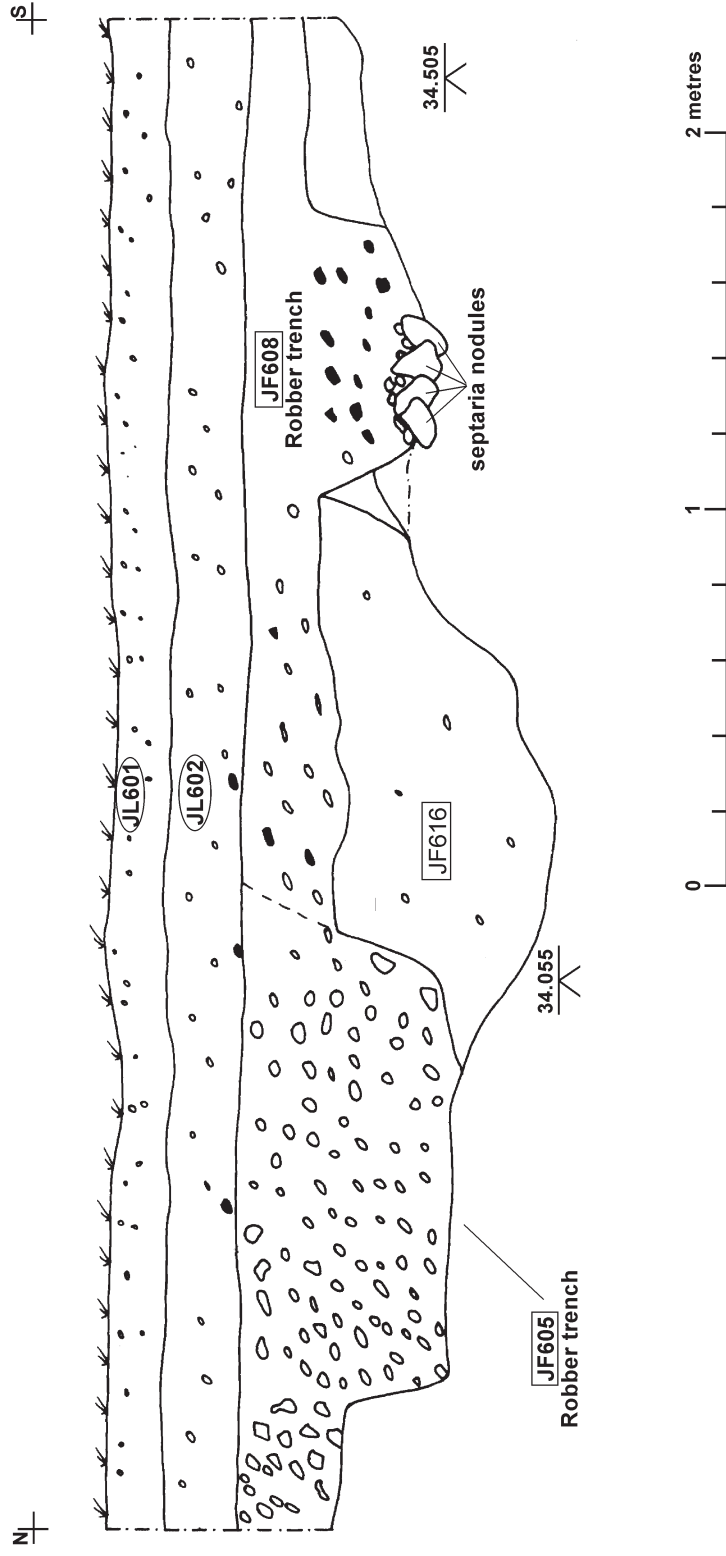 N
S
JL601
JL602
JF608
Robber trench
34.505
septaria nodules
JF616
34.055
JF605
Robber trench
0
1
2 metres